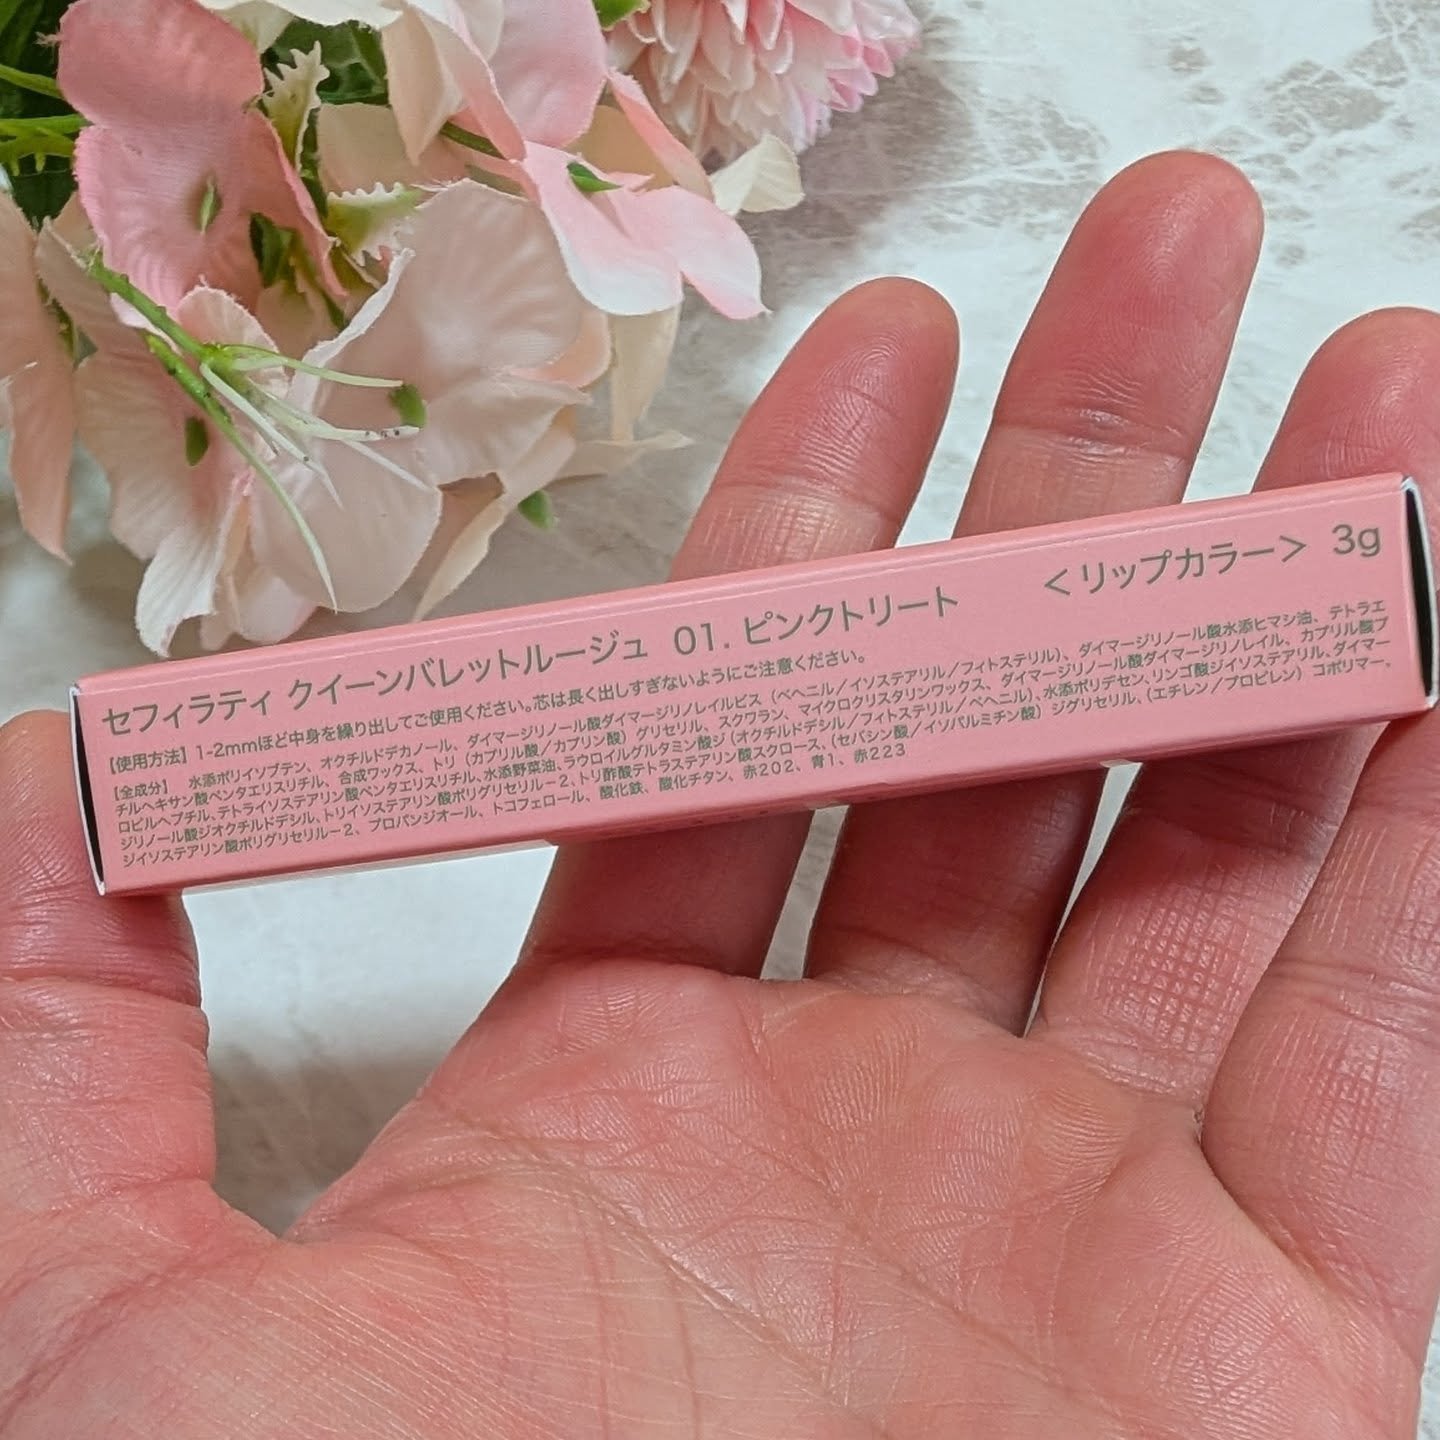 セフィラティ クイーンバレットルージュ 01. ピンクトリート <リップカラー> 3g
【使用方法】1-2mmほど中身を繰り出してご使用ください。芯は長く出しすぎないようにご注意ください。
【全成分】 水添ポリイソブテン、オクチルドデカノール、ダイマージリノール酸ダイマージリノレイルビス(ベヘニル/イソステアリル/フィトステリル)、ダイマージリノール酸水添ヒマシ油、テトラエ
チルヘキサン酸ペンタエリスリチル、合成ワックス、トリ(カプリル酸/カプリン酸)グリセリル、スクワラン、マイクロクリスタリンワックス、ダイマージリノール酸ダイマージリノレイル、カプリル酸プ
ロピルヘプチル、テトライソステアリン酸ペンタエリスリチル、水添野菜油、ラウロイルグルタミン酸ジ(オクチルドデシル/フィトステリル/ベヘニル)、水添ポリデセン、リンゴ酸ジイソステアリル、ダイマー
ジリノール酸ジオクチルドデシル、トリイソステアリン酸ポリグリセリル-2、トリ酢酸テトラステアリン酸スクロース、(セバシン酸/イソパルミチン酸)ジグリセリル、(エチレン/プロピレン)コポリマー、
ジイソステアリン酸ポリグリセリル-2、プロパンジオール、トコフェロール、酸化鉄、酸化チタン、赤202、青1、赤223